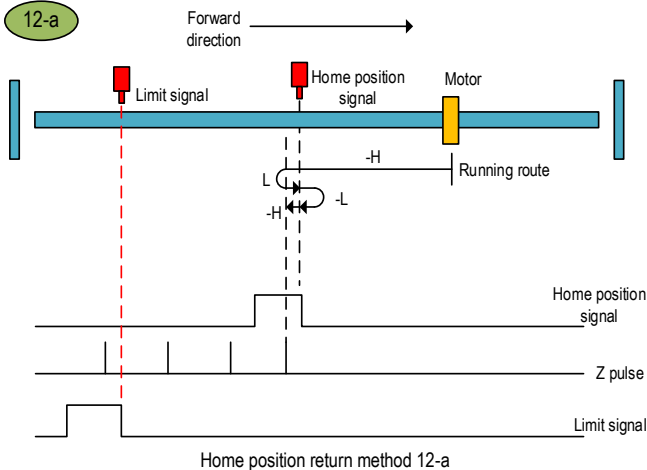 12-a
Forward
direction
Limit signal
Home position
signal
Motor
-H
Running route
L
-L
-H
Home position
signal
Z pulse
Limit signal
Home position return method 12-a